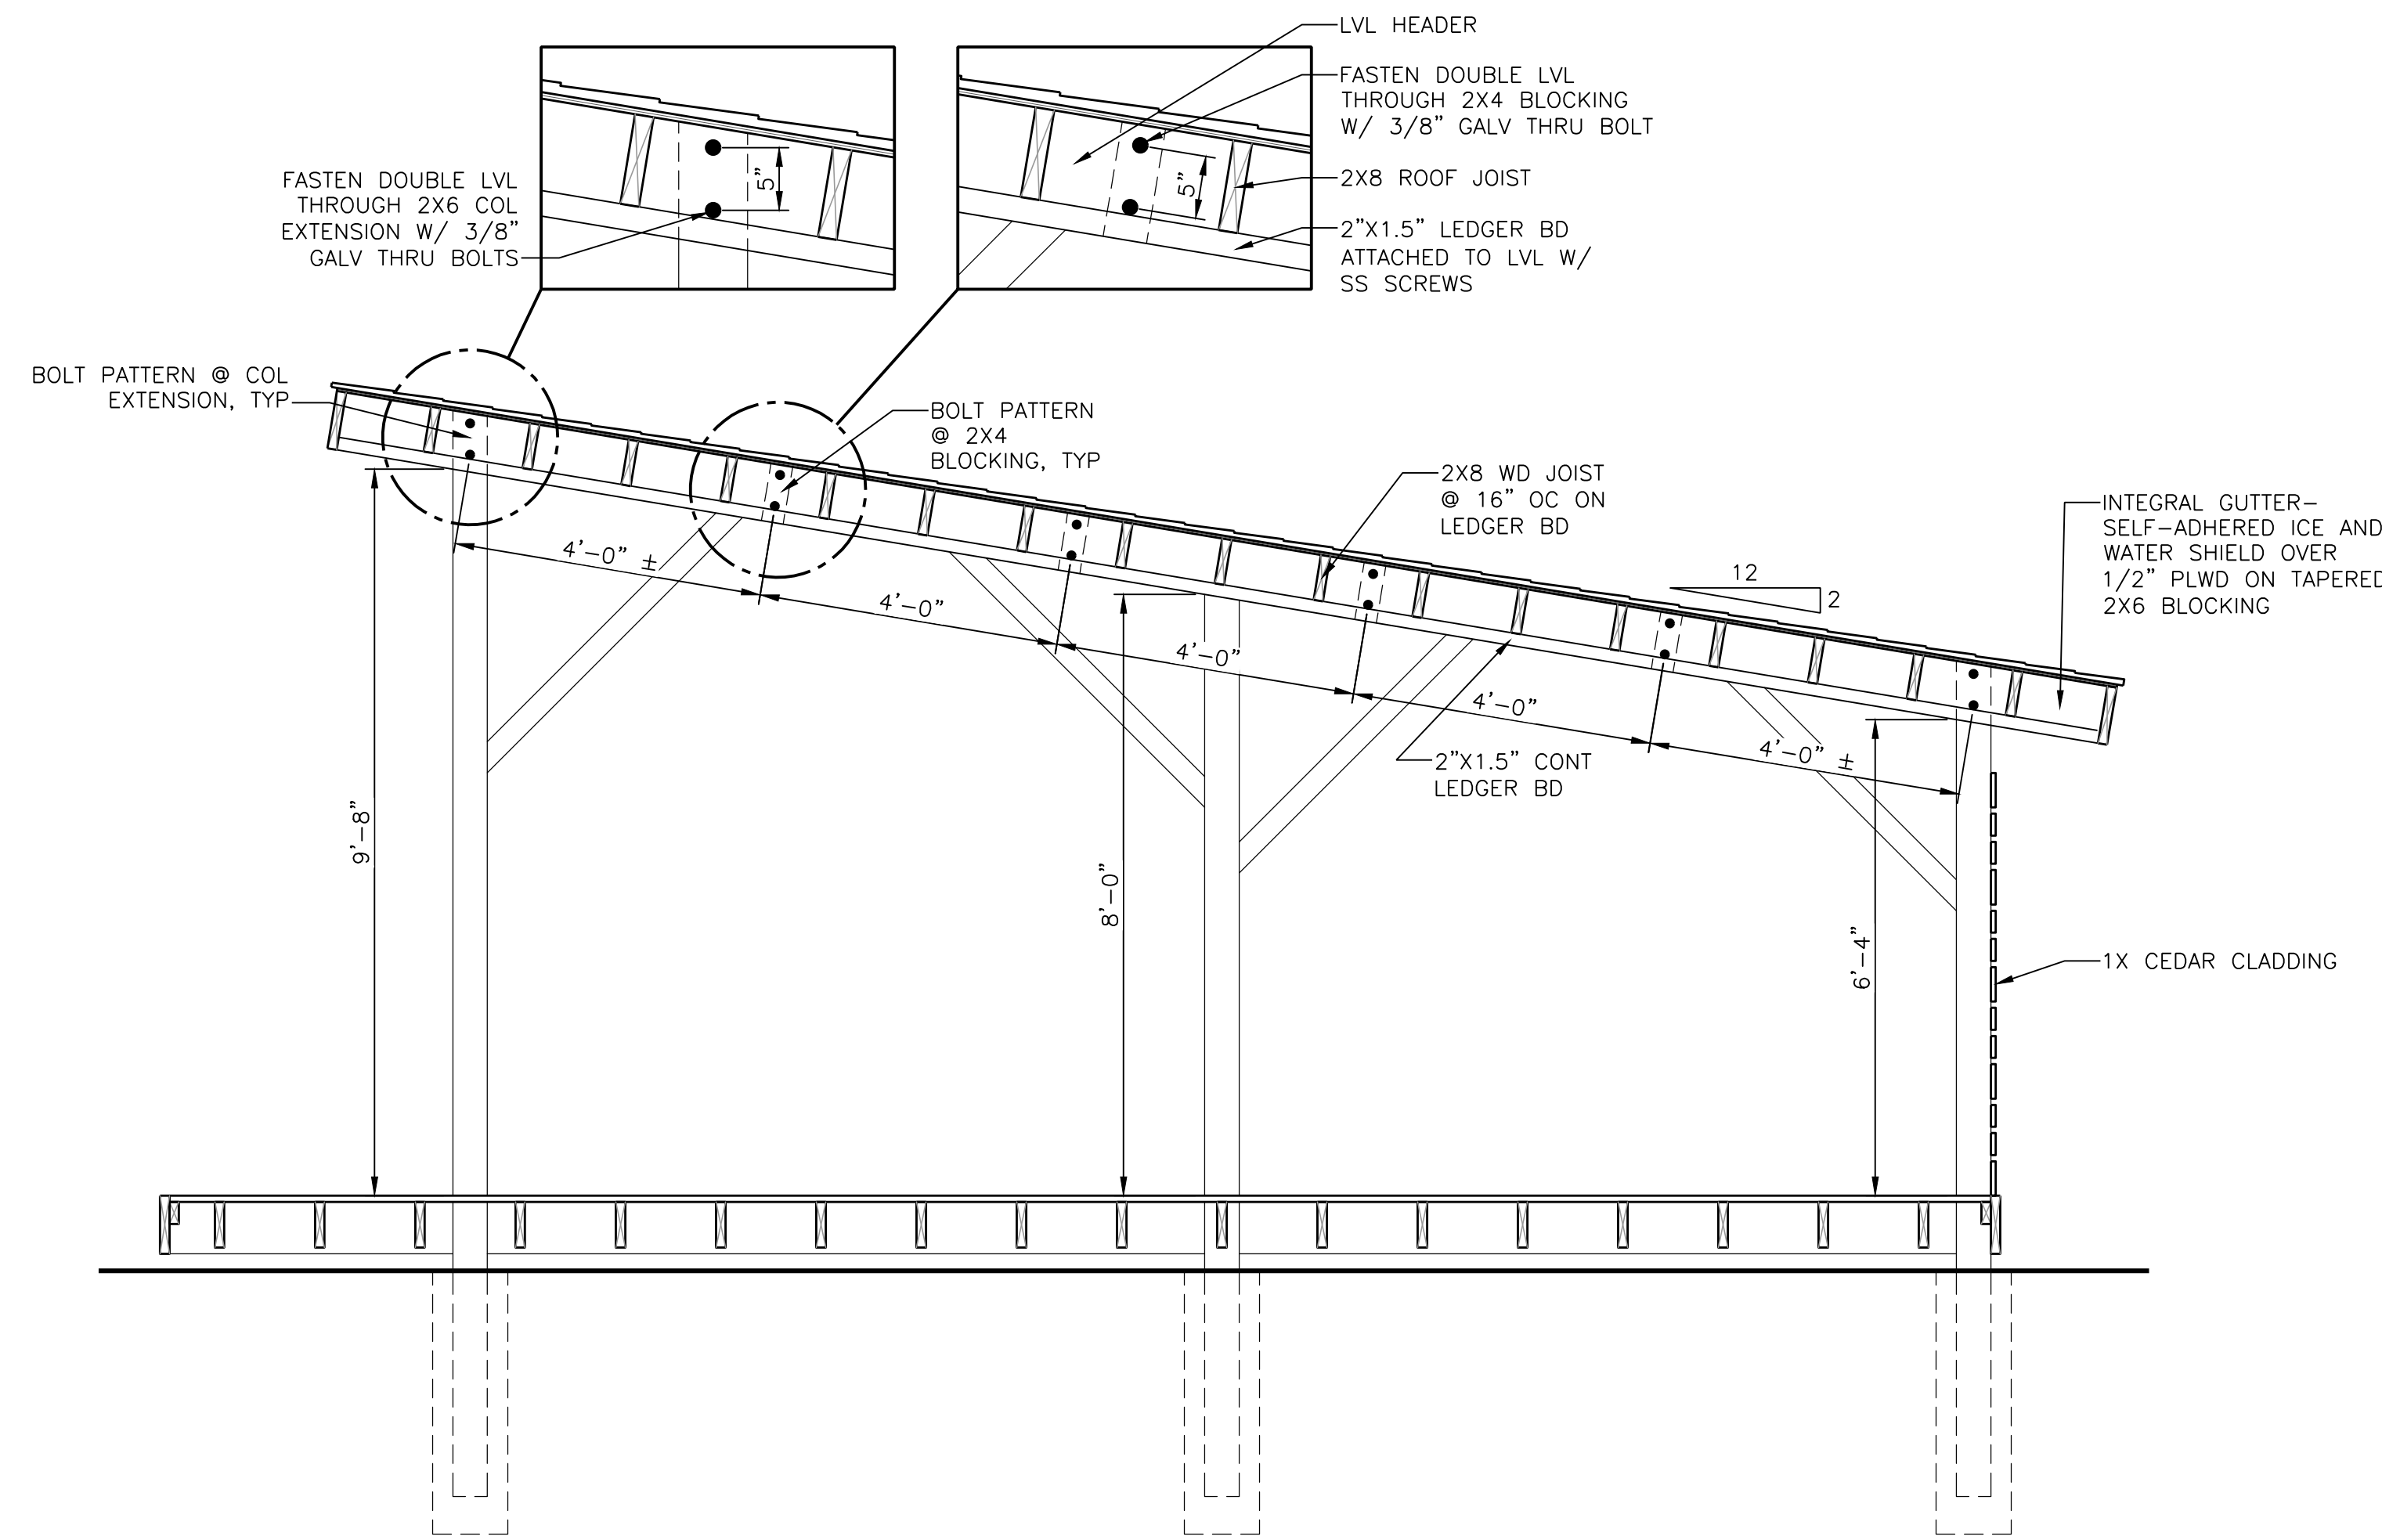 LVL HEADER
FASTEN DOUBLE LVL
THROUGH 2X4 BLOCKING
W/ 3/8" GALV THRU BOLT
2X8 ROOF JOIST
2"X1.5" LEDGER BD
ATTACHED TO LVL W/
SS SCREWS
FASTEN DOUBLE LVL
THROUGH 2X6 COL
EXTENSION W/ 3/8"
GALV THRU BOLTS
5"
5"
BOLT PATTERN @ COL
EXTENSION, TYP
BOLT PATTERN
@ 2X4
BLOCKING, TYP
2X8 WD JOIST
@ 16" OC ON
LEDGER BD
INTEGRAL GUTTER-
SELF-ADHERED ICE AND
WATER SHIELD OVER
1/2" PLWD ON TAPERED
2X6 BLOCKING
12
2
4'-0" ±
4'-0"
4'-0"
4'-0"
4'-0" ±
2"X1.5" CONT
LEDGER BD
9'-8"
8'-0"
6'-4"
1X CEDAR CLADDING